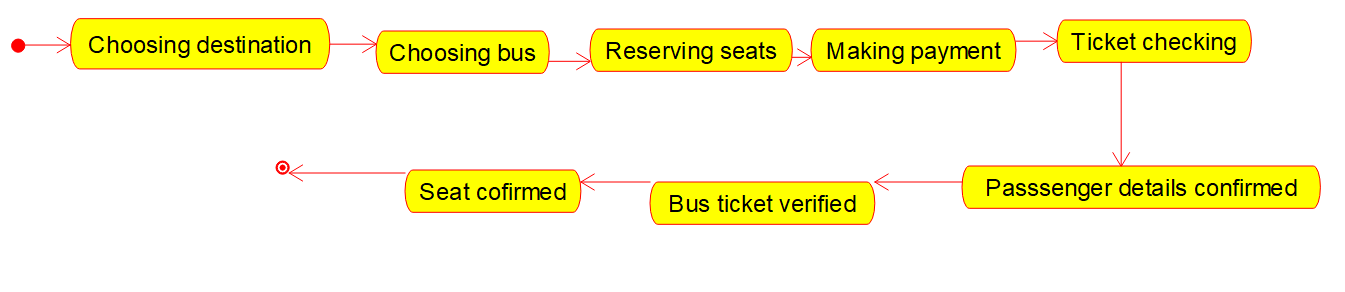 Choosing destination
Choosing bus
Reserving seats
Making payment
Ticket checking
Passsenger details confirmed
Bus ticket verified
Seat cofirmed